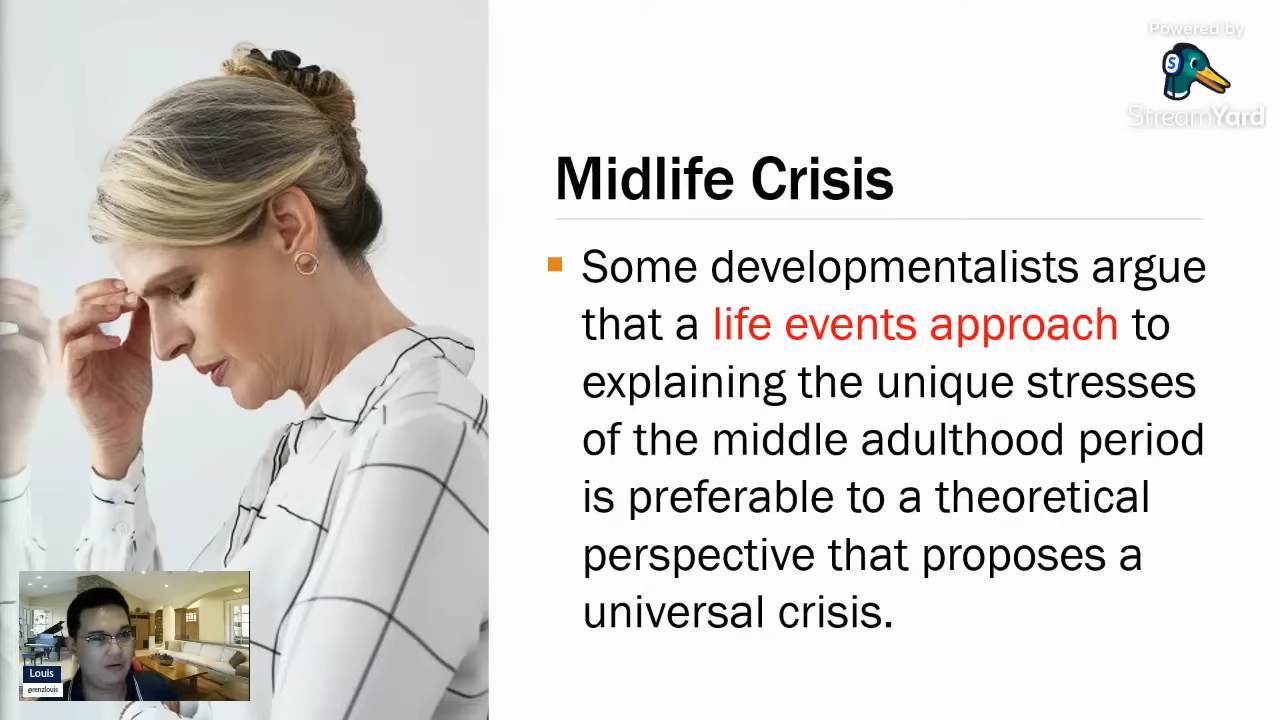 Powered by
S
StreamYard
Midlife Crisis
Some developmentalists argue
that a life events approach to
explaining the unique stresses
of the middle adulthood period
is preferable to a theoretical
perspective that proposes a
universal crisis.
Louis
@renzlouis